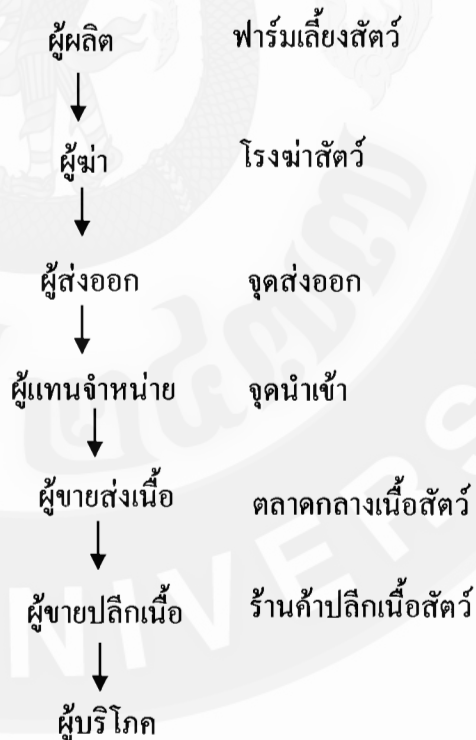 ผู้ผลิต ฟาร์มเลี้ยงสัตว์
ผู้ฆ่า โรงฆ่าสัตว์
ผู้ส่งออก จุดส่งออก
ผู้แทนจำหน่าย จุดนำเข้า
ผู้ขายส่งเนื้อ ตลาดกลางเนื้อสัตว์
ผู้ขายปลีกเนื้อ ร้านค้าปลีกเนื้อสัตว์
ผู้บริโภค